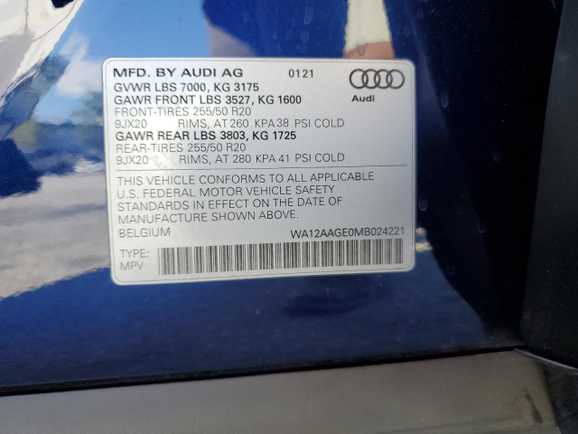 MFD. BY AUDI AG 0121
GVWR LBS 7000, KG 3175
GAWR FRONT LBS 3527, KG 1600
Audi
FRONT-TIRES 255/50 R20
9JX20 RIMS, AT 260 KPA 38 PSI COLD
GAWR REAR LBS 3803, KG 1725
REAR-TIRES 255/50 R20
9JX20 RIMS, AT 280 KPA 41 PSI COLD
THIS VEHICLE CONFORMS TO ALL APPLICABLE
U.S. FEDERAL MOTOR VEHICLE SAFETY
STANDARDS IN EFFECT ON THE DATE OF
MANUFACTURE SHOWN ABOVE.
BELGIUM WA12AAGE0MB024221
TYPE:
MPV